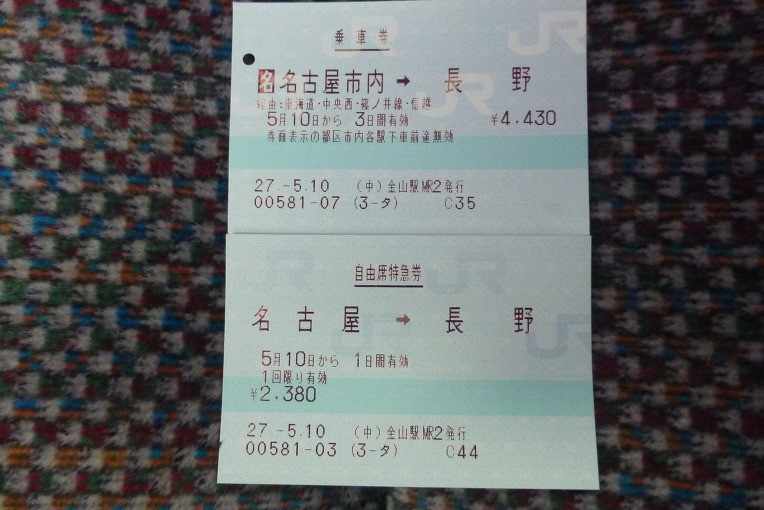 乗車券
名 名古屋市内 → 長野
経由:東海道・中央西・篠ノ井線・信越
5月10日から 3日間有効 ¥4,430
券面表示の都区市内各駅下車前途無効
27.-5.10 (中)金山駅MR2発行
00581-07 (3-タ) C35
自由席特急券
名古屋 → 長野
5月10日から 1日間有効
1回限り有効
¥2,380
27.-5.10 (中)金山駅MR2発行
00581-03 (3-タ) C44